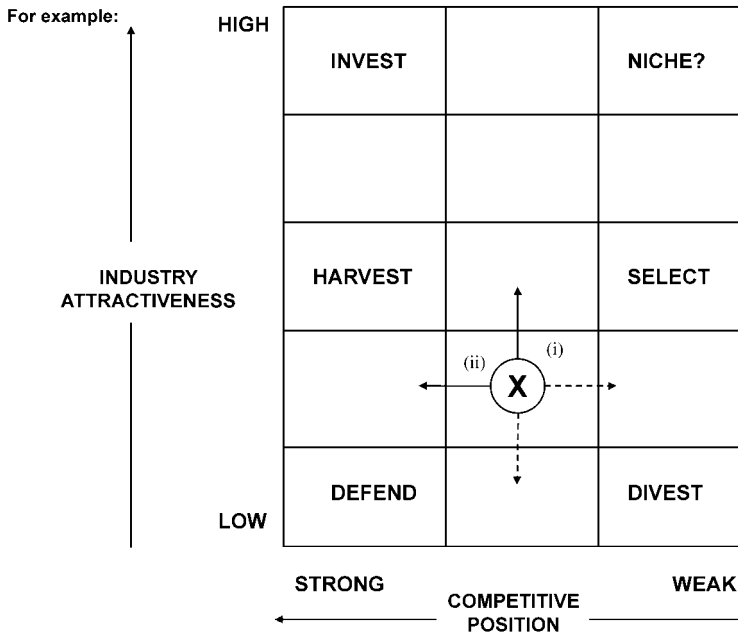 For example:
HIGH
INVEST
NICHE?
INDUSTRY
ATTRACTIVENESS
HARVEST
SELECT
(ii)
(i)
X
DEFEND
DIVEST
LOW
STRONG
WEAK
COMPETITIVE
POSITION